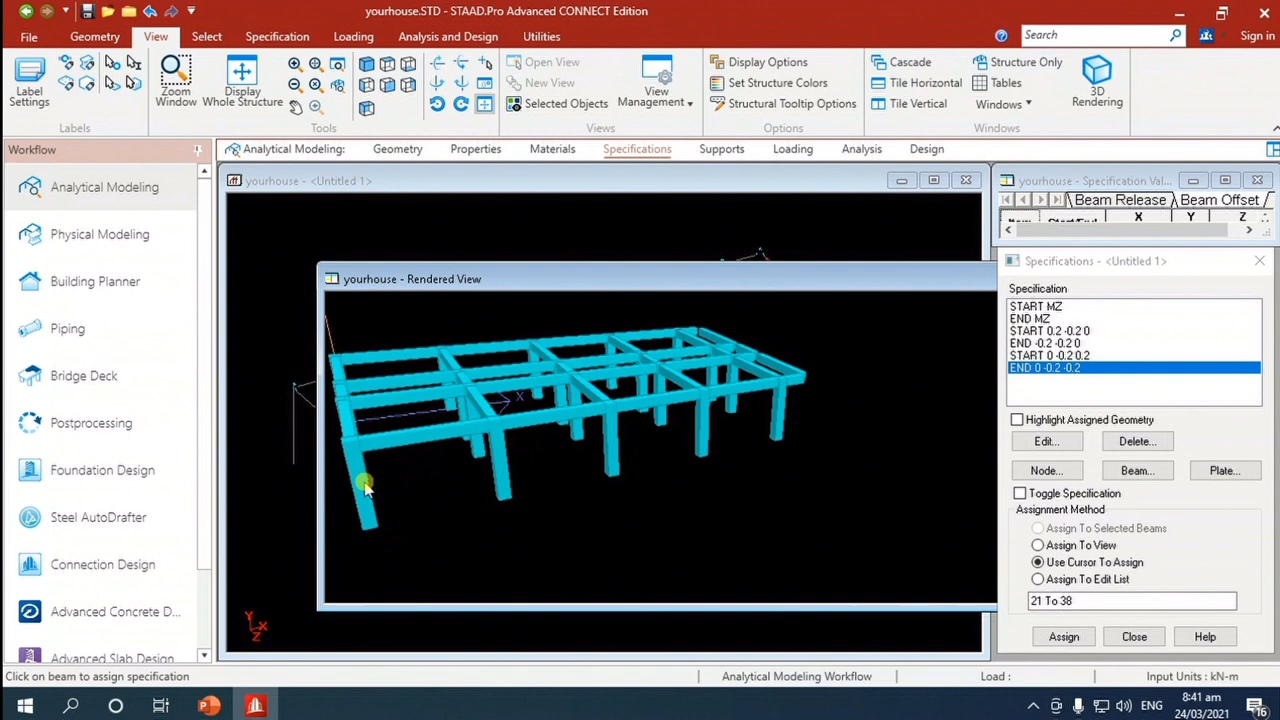 yourhouse.STD - STAAD.Pro Advanced CONNECT Edition
File
Geometry
View
Select
Specification
Loading
Analysis and Design
Utilities
Search
Sign in
Label Settings
Labels
Zoom Window
Display Whole Structure
Tools
Open View
New View
Selected Objects
View Management
Views
Display Options
Set Structure Colors
Structural Tooltip Options
Options
Cascade
Tile Horizontal
Tile Vertical
Structure Only
Tables
Windows
3D Rendering
Windows
Workflow
Analytical Modeling:
Geometry
Properties
Materials
Specifications
Supports
Loading
Analysis
Design
Analytical Modeling
Physical Modeling
Building Planner
Piping
Bridge Deck
Postprocessing
Foundation Design
Steel AutoDrafter
Connection Design
Advanced Concrete D...
Advanced Slab Design
yourhouse - <Untitled 1>
yourhouse - Rendered View
X
Y
X
Z
yourhouse - Specification Val...
Beam Release
Beam Offset
X
Y
Z
Specifications - <Untitled 1>
Specification
START MZ
END MZ
START 0.2 -0.2 0
END -0.2 -0.2 0
START 0 -0.2 0.2
END 0 -0.2 -0.2
Highlight Assigned Geometry
Edit...
Delete...
Node...
Beam...
Plate...
Toggle Specification
Assignment Method
Assign To Selected Beams
Assign To View
Use Cursor To Assign
Assign To Edit List
21 To 38
Assign
Close
Help
Click on beam to assign specification
Analytical Modeling Workflow
Load :
Input Units : kN-m
ENG
8:41 am
24/03/2021
16